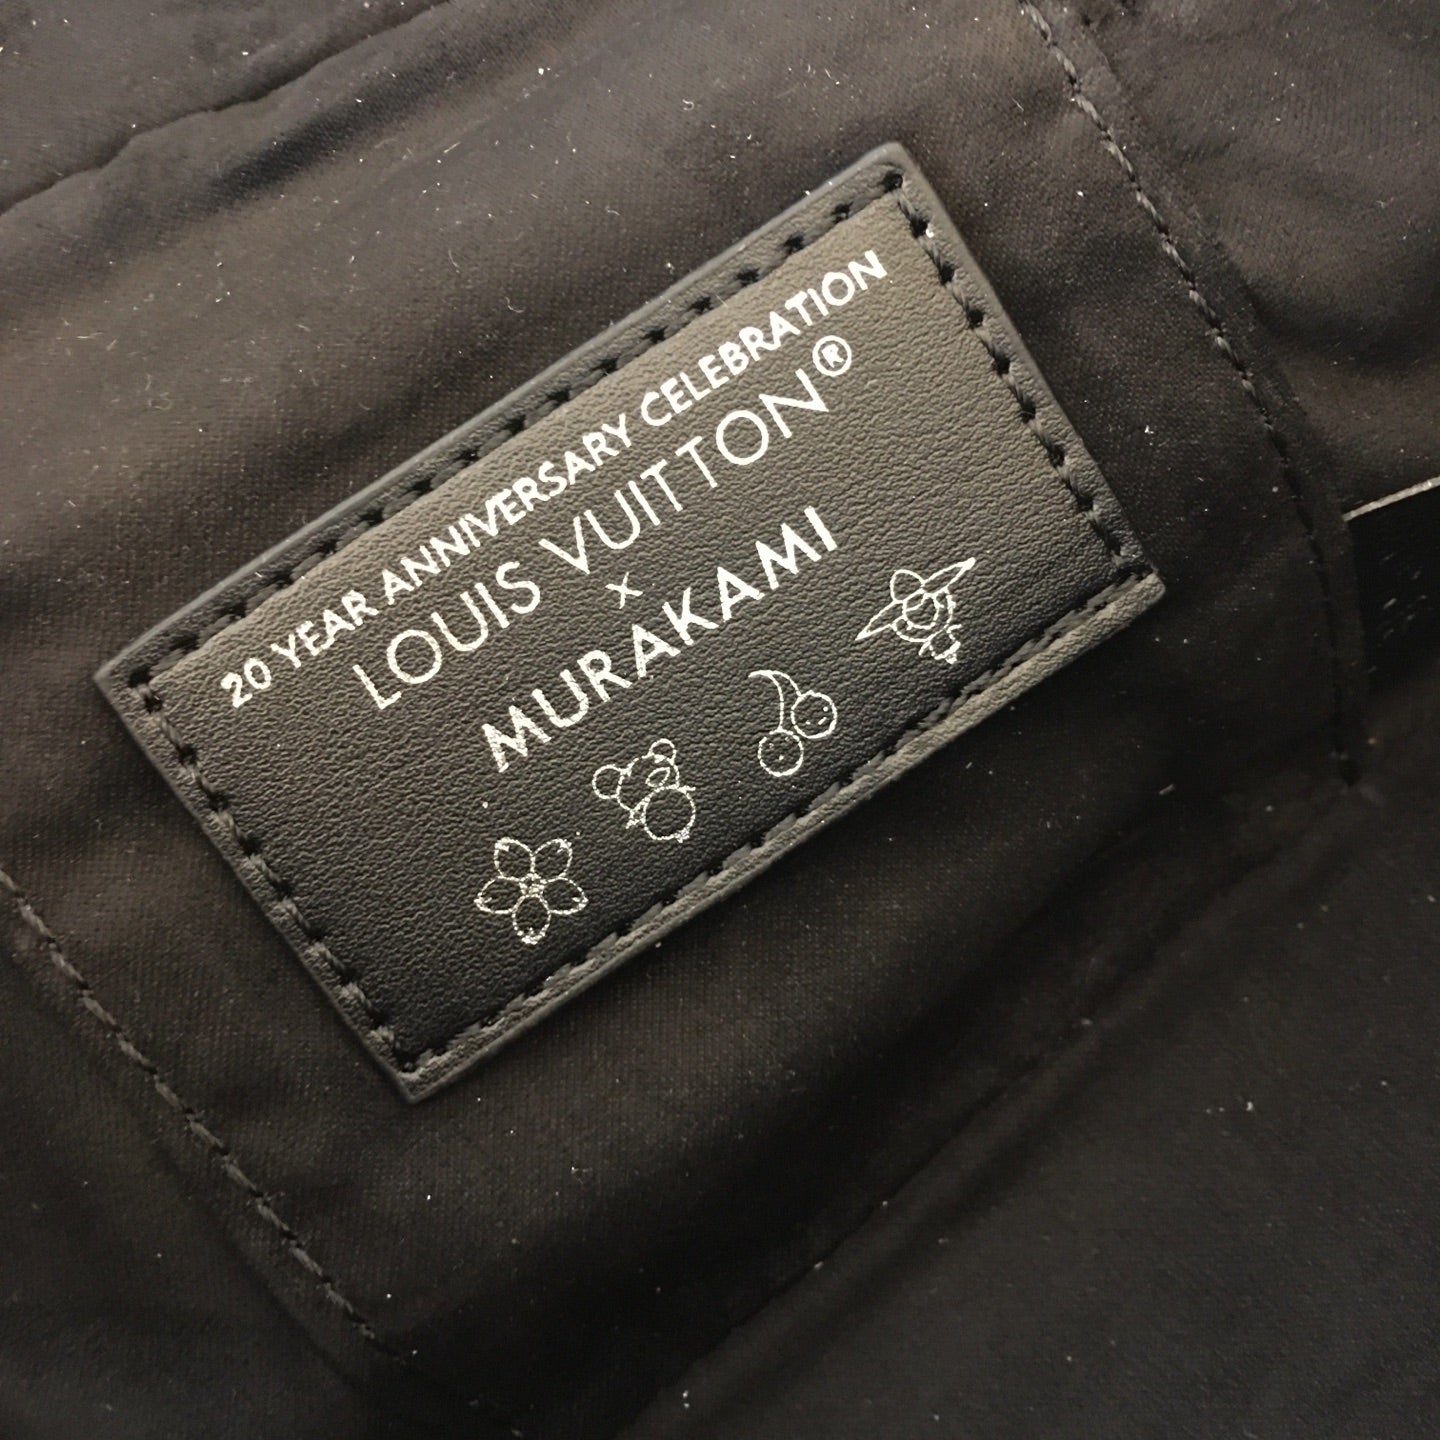 20 YEAR ANNIVERSARY CELEBRATION
LOUIS VUITTON®
x
MURAKAMI